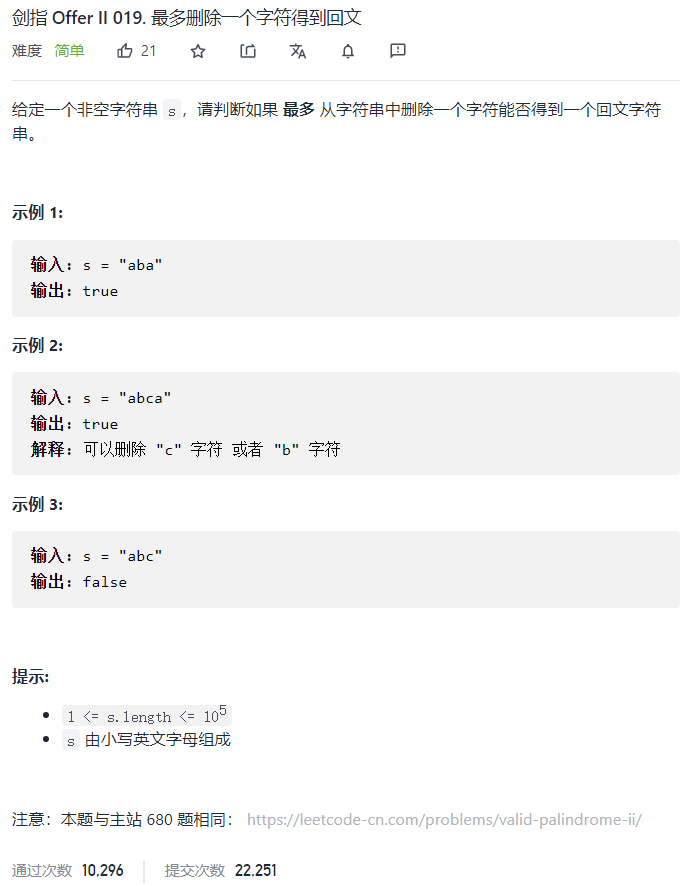 剑指 Offer II 019. 最多删除一个字符得到回文
难度 简单 21
给定一个非空字符串 s，请判断如果 最多 从字符串中删除一个字符能否得到一个回文字符
串。
示例 1:
输入: s = "aba"
输出: true
示例 2:
输入: s = "abca"
输出: true
解释: 可以删除 "c" 字符 或者 "b" 字符
示例 3:
输入: s = "abc"
输出: false
提示:
1 <= s.length <= 10^5
s 由小写英文字母组成
注意：本题与主站 680 题相同： https://leetcode-cn.com/problems/valid-palindrome-ii/
通过次数 10,296 提交次数 22,251